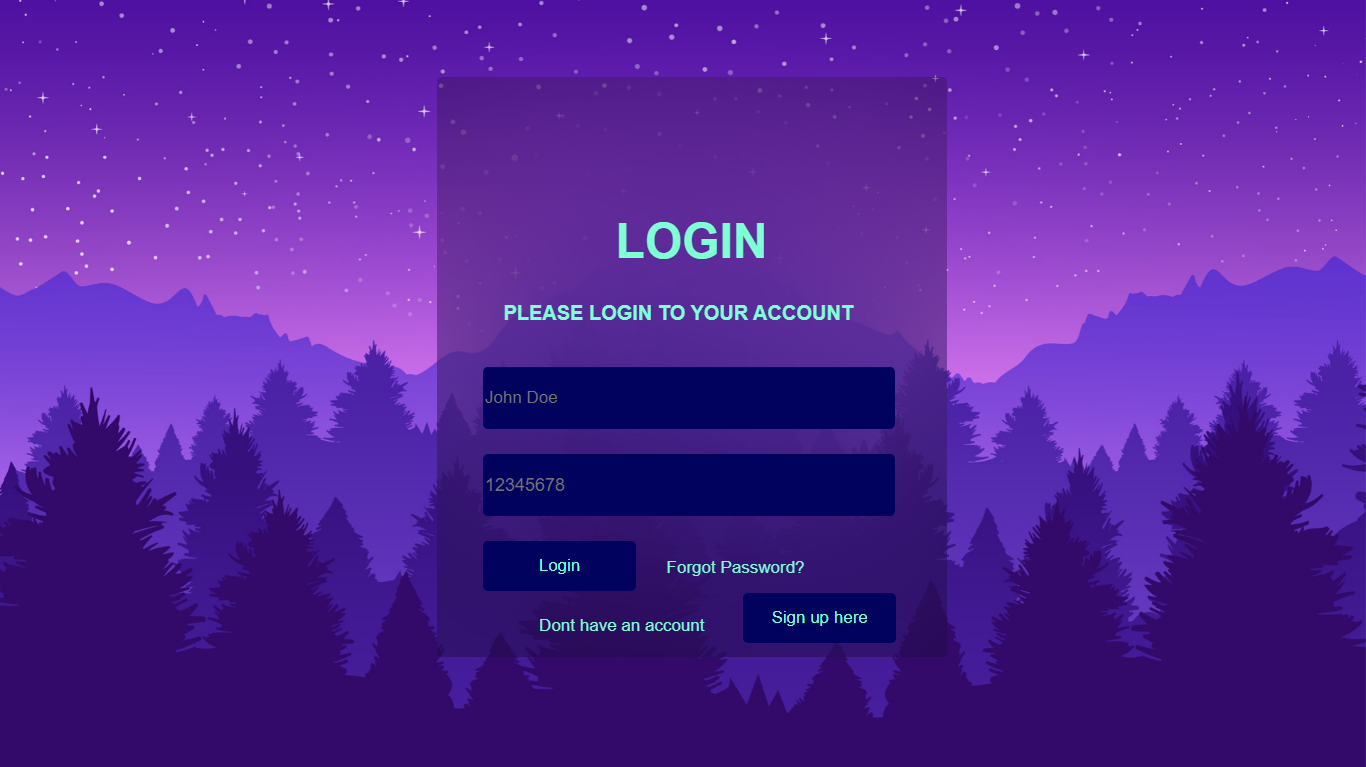 LOGIN
PLEASE LOGIN TO YOUR ACCOUNT
John Doe
12345678
Login
Forgot Password?
Dont have an account
Sign up here